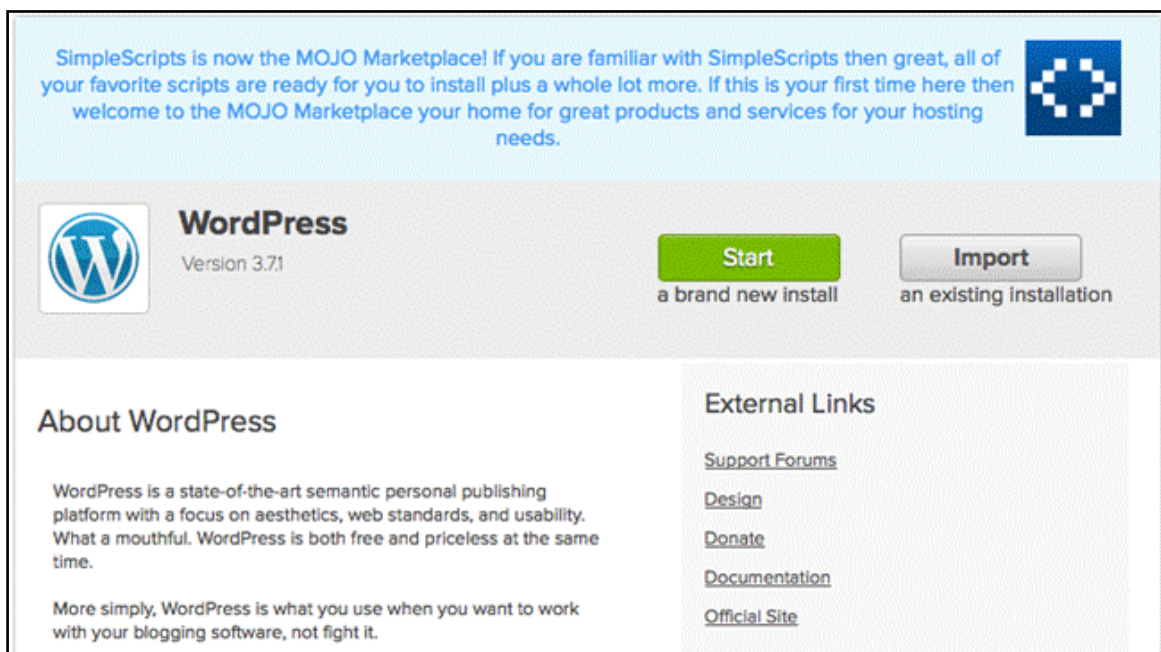 SimpleScripts is now the MOJO Marketplace! If you are familiar with SimpleScripts then great, all of
your favorite scripts are ready for you to install plus a whole lot more. If this is your first time here then
welcome to the MOJO Marketplace your home for great products and services for your hosting
needs.
WordPress
Version 3.7.1
Start
a brand new install
Import
an existing installation
About WordPress
WordPress is a state-of-the-art semantic personal publishing
platform with a focus on aesthetics, web standards, and usability.
What a mouthful. WordPress is both free and priceless at the same
time.
More simply, WordPress is what you use when you want to work
with your blogging software, not fight it.
External Links
Support Forums
Design
Donate
Documentation
Official Site